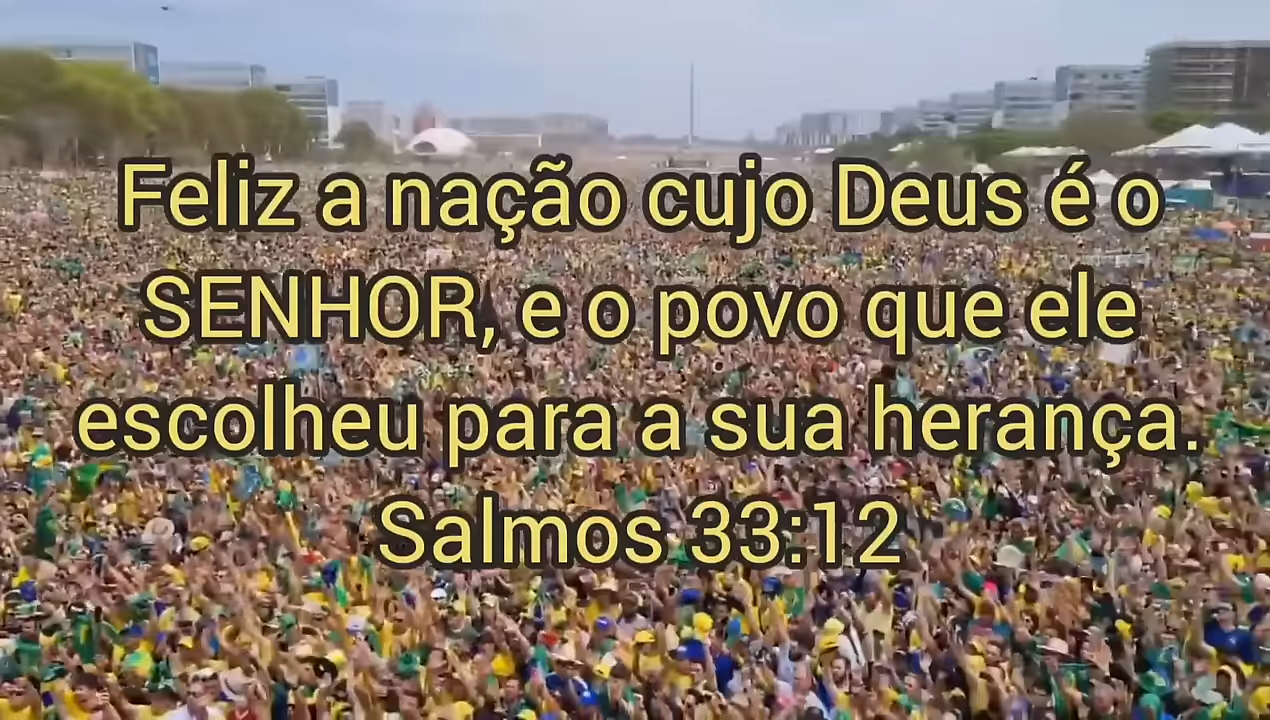 Feliz a nação cujo Deus é o
SENHOR, e o povo que ele
escolheu para a sua herança.
Salmos 33:12